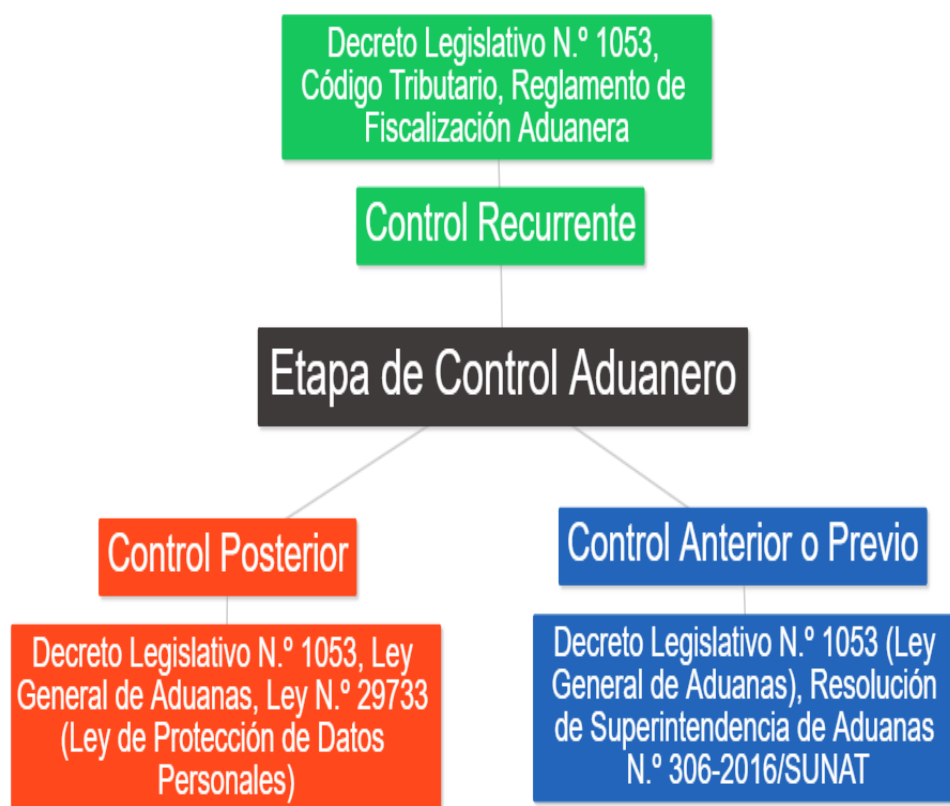 Decreto Legislativo N.º 1053,
Código Tributario, Reglamento de
Fiscalización Aduanera
Control Recurrente
Etapa de Control Aduanero
Control Posterior
Decreto Legislativo N.º 1053, Ley
General de Aduanas, Ley N.º 29733
(Ley de Protección de Datos
Personales)
Control Anterior o Previo
Decreto Legislativo N.º 1053 (Ley
General de Aduanas), Resolución
de Superintendencia de Aduanas
N.º 306-2016/SUNAT